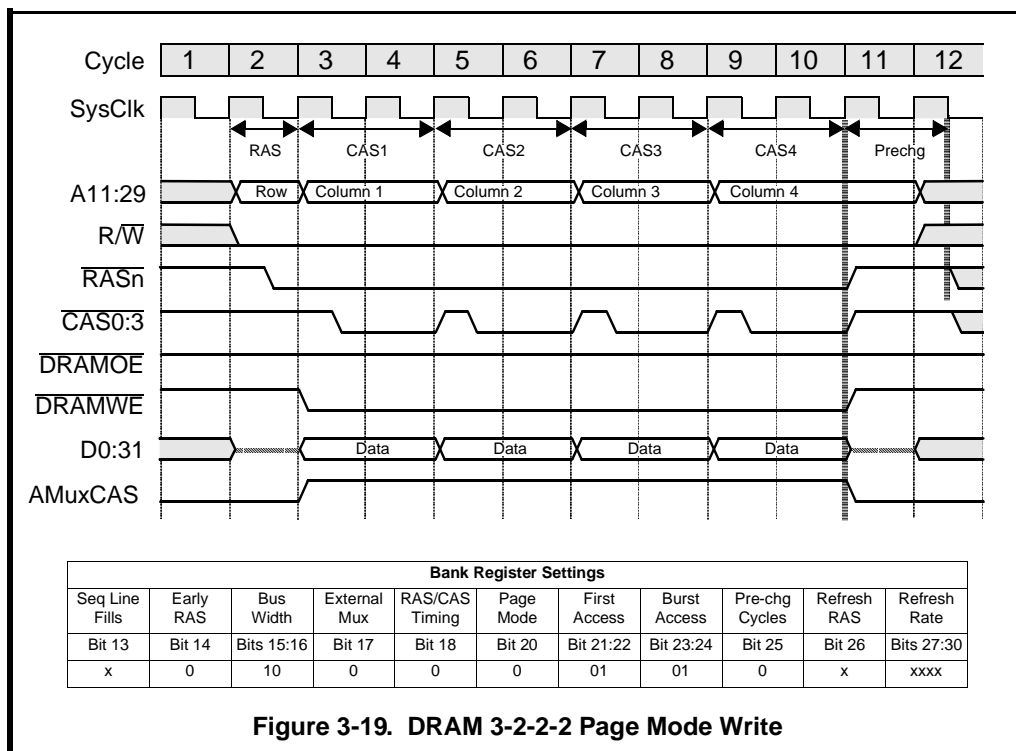 Cycle 1 2 3 4 5 6 7 8 9 10 11 12
SysClk
RAS CAS1 CAS2 CAS3 CAS4 Prechg
A11:29 Row Column 1 Column 2 Column 3 Column 4
R/W̅
R̅A̅S̅n̅
C̅A̅S̅0̅:̅3̅
D̅R̅A̅M̅O̅E̅
D̅R̅A̅M̅W̅E̅
D0:31 Data Data Data Data
AMuxCAS
Bank Register Settings
Seq Line Fills Early RAS Bus Width External Mux RAS/CAS Timing Page Mode First Access Burst Access Pre-chg Cycles Refresh RAS Refresh Rate
Bit 13 Bit 14 Bits 15:16 Bit 17 Bit 18 Bit 20 Bit 21:22 Bit 23:24 Bit 25 Bit 26 Bits 27:30
x 0 10 0 0 0 01 01 0 x xxxx
Figure 3-19. DRAM 3-2-2-2 Page Mode Write